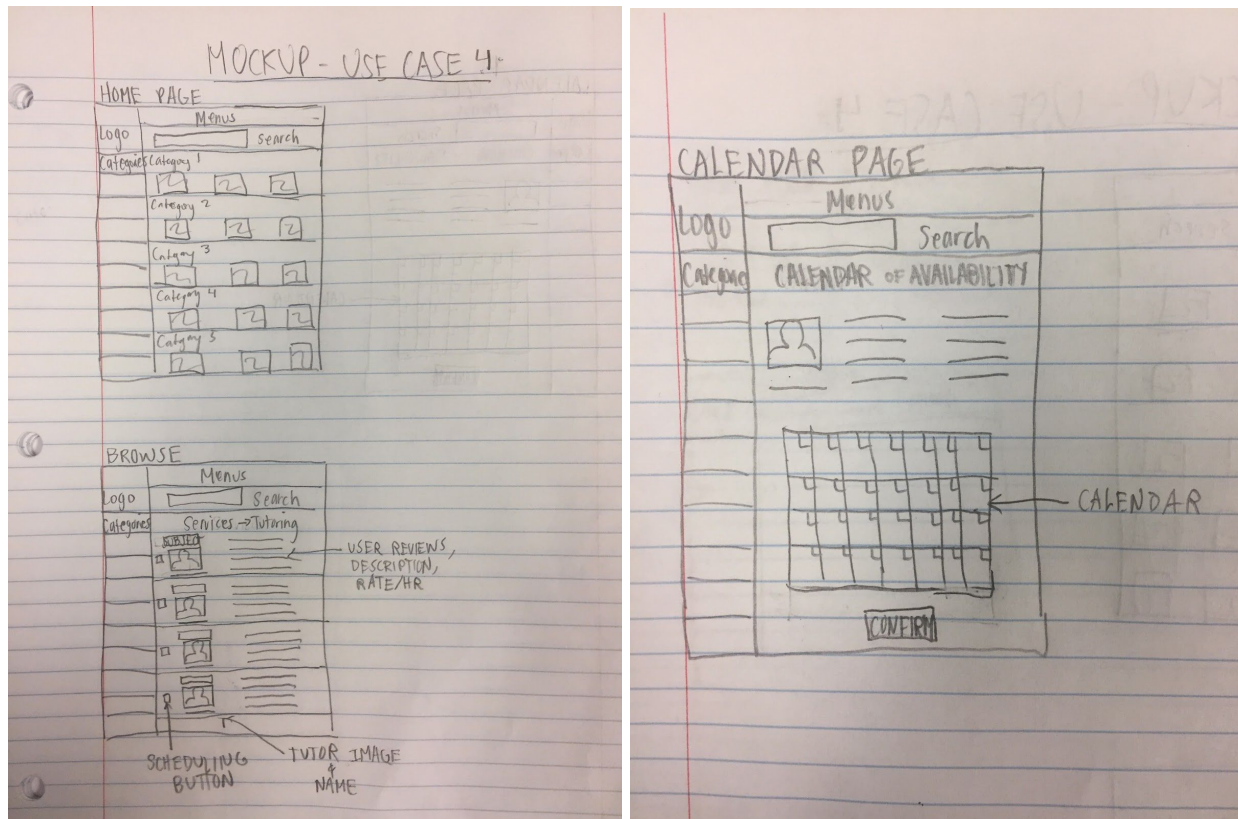 MOCKUP - USE CASE 4
HOME PAGE
Menus
Logo
Search
Categories
Category 1
Category 2
Category 3
Category 4
Category 5
BROWSE
Menus
Logo
Search
Categories
Services → Tutoring
SUBJECT
USER REVIEWS,
DESCRIPTION,
RATE/HR
SCHEDULING
BUTTON
TUTOR IMAGE
&
NAME
CALENDAR PAGE
Menus
Logo
Search
Categories
CALENDAR OF AVAILABILITY
CALENDAR
CONFIRM